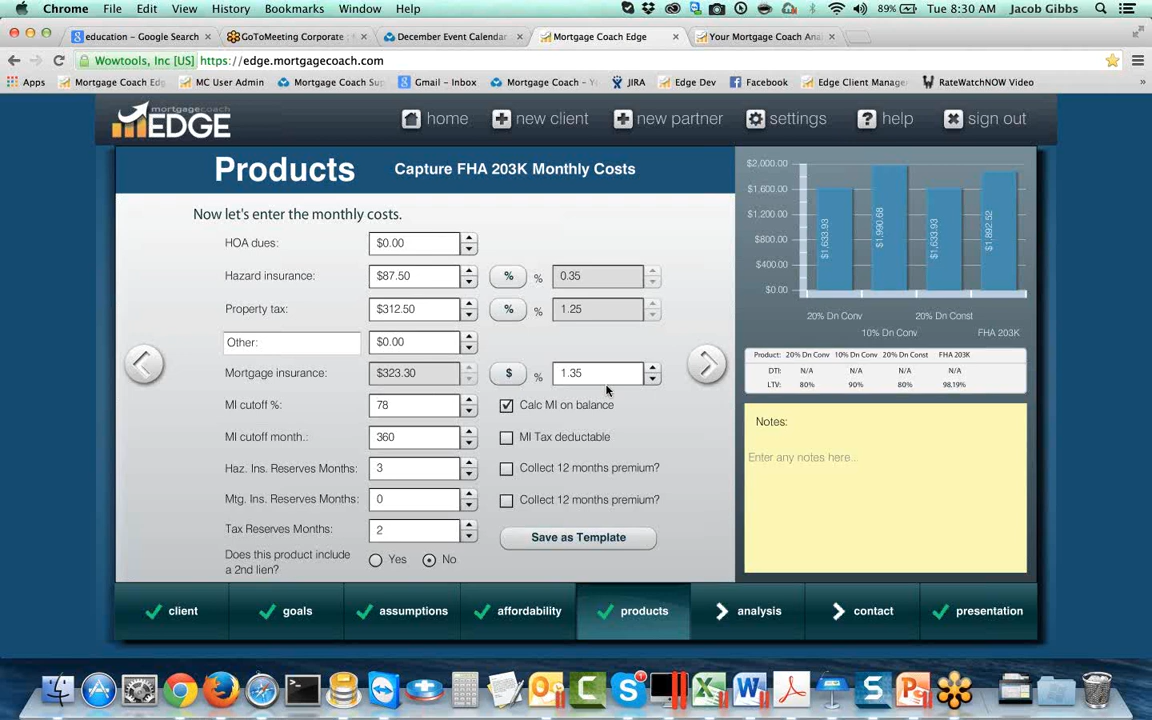 Chrome File Edit View History Bookmarks Window Help 89% Tue 8:30 AM Jacob Gibbs
education – Google Search
GoToMeeting Corporate :
December Event Calendar
Mortgage Coach Edge
Your Mortgage Coach An
Wowtools, Inc [US] https://edge.mortgagecoach.com
Apps Mortgage Coach Edg MC User Admin Mortgage Coach Sup Gmail – Inbox Mortgage Coach – Y JIRA Edge Dev Facebook Edge Client Manage RateWatchNOW Video »
mortgagecoach
EDGE
home new client new partner settings help sign out
Products Capture FHA 203K Monthly Costs
Now let's enter the monthly costs.
HOA dues: $0.00
Hazard insurance: $87.50 % % 0.35
Property tax: $312.50 % % 1.25
Other: $0.00
Mortgage insurance: $323.30 $ % 1.35
MI cutoff %: 78 Calc MI on balance
MI cutoff month.: 360 MI Tax deductable
Haz. Ins. Reserves Months: 3 Collect 12 months premium?
Mtg. Ins. Reserves Months: 0 Collect 12 months premium?
Tax Reserves Months: 2 Save as Template
Does this product include
a 2nd lien? Yes No
$2,000.00
$1,600.00
$1,200.00
$800.00
$400.00
$0.00
$1,633.93
$1,990.68
$1,633.93
$1,892.52
20% Dn Conv 20% Dn Const
10% Dn Conv FHA 203K
Product: 20% Dn Conv 10% Dn Conv 20% Dn Const FHA 203K
DTI: N/A N/A N/A N/A
LTV: 80% 90% 80% 98.19%
Notes:
Enter any notes here..
client goals assumptions affordability products analysis contact presentation